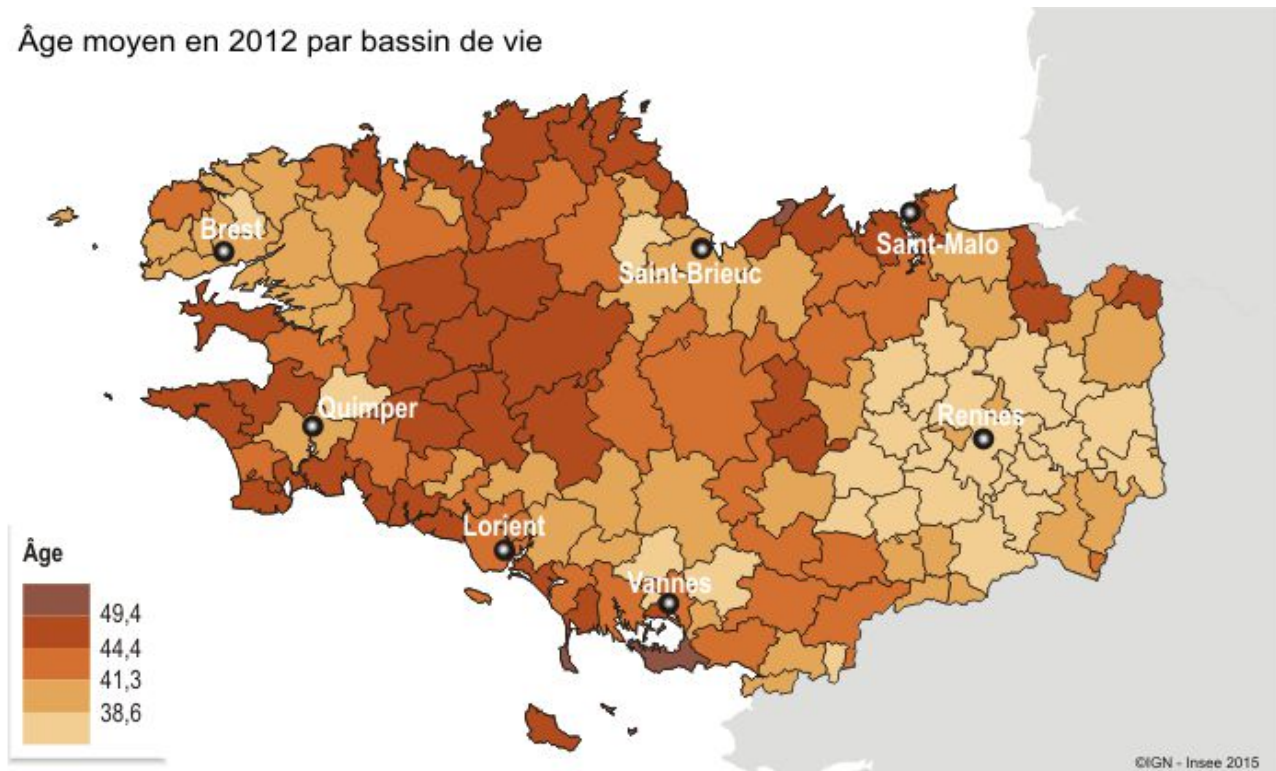 Âge moyen en 2012 par bassin de vie
Brest
Saint-Malo
Saint-Brieuc
Quimper
Rennes
Lorient
Vannes
Âge
49,4
44,4
41,3
38,6
©IGN - Insee 2015